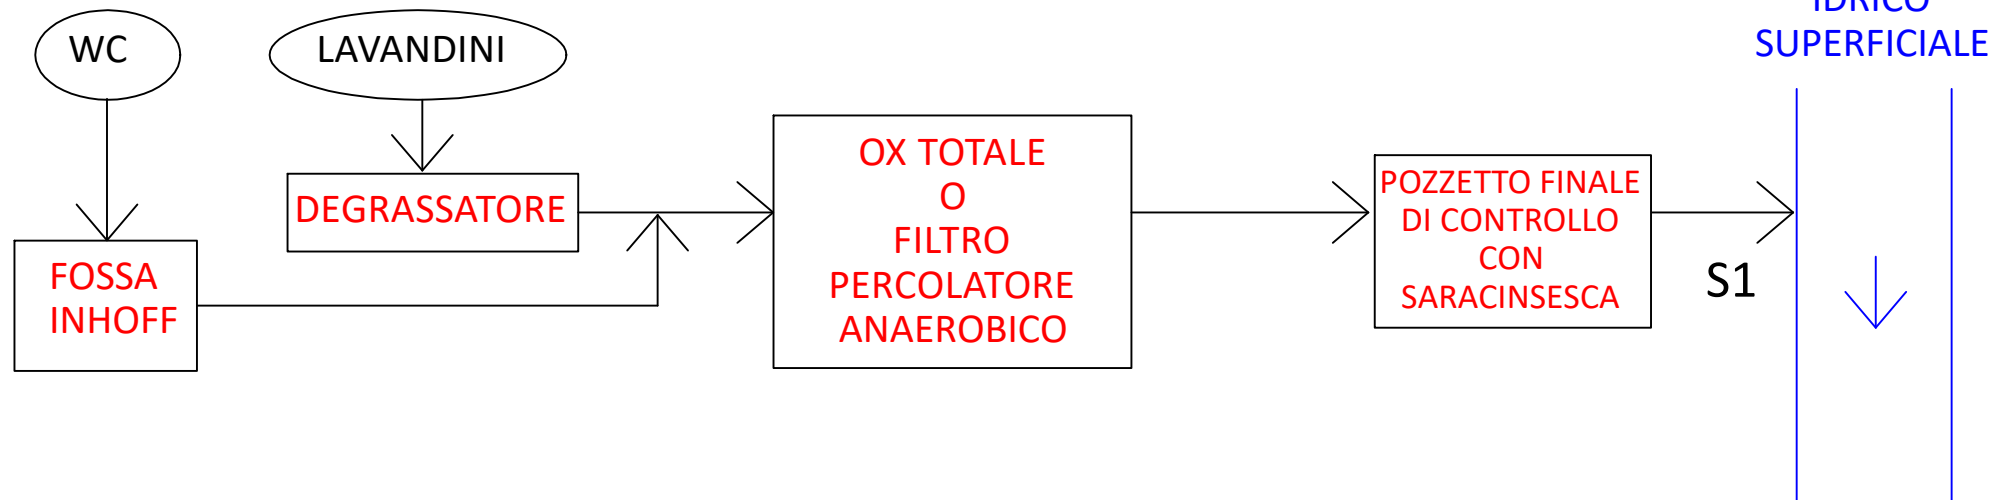 WC
LAVANDINI
IDRICO
SUPERFICIALE
FOSSA
INHOFF
DEGRASSATORE
OX TOTALE
O
FILTRO
PERCOLATORE
ANAEROBICO
POZZETTO FINALE
DI CONTROLLO
CON
SARACINSESCA
S1